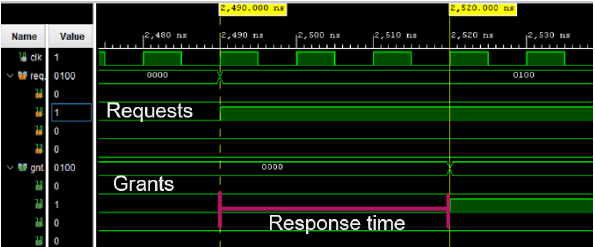 2,490.000 ns 2,520.000 ns
Name Value 2,480 ns 2,490 ns 2,500 ns 2,510 ns 2,520 ns 2,530 ns
clk 1
req 0100 0000 0100
0
1 Requests
0
0
gnt 0100 0000
0 Grants
1
0 Response time
0